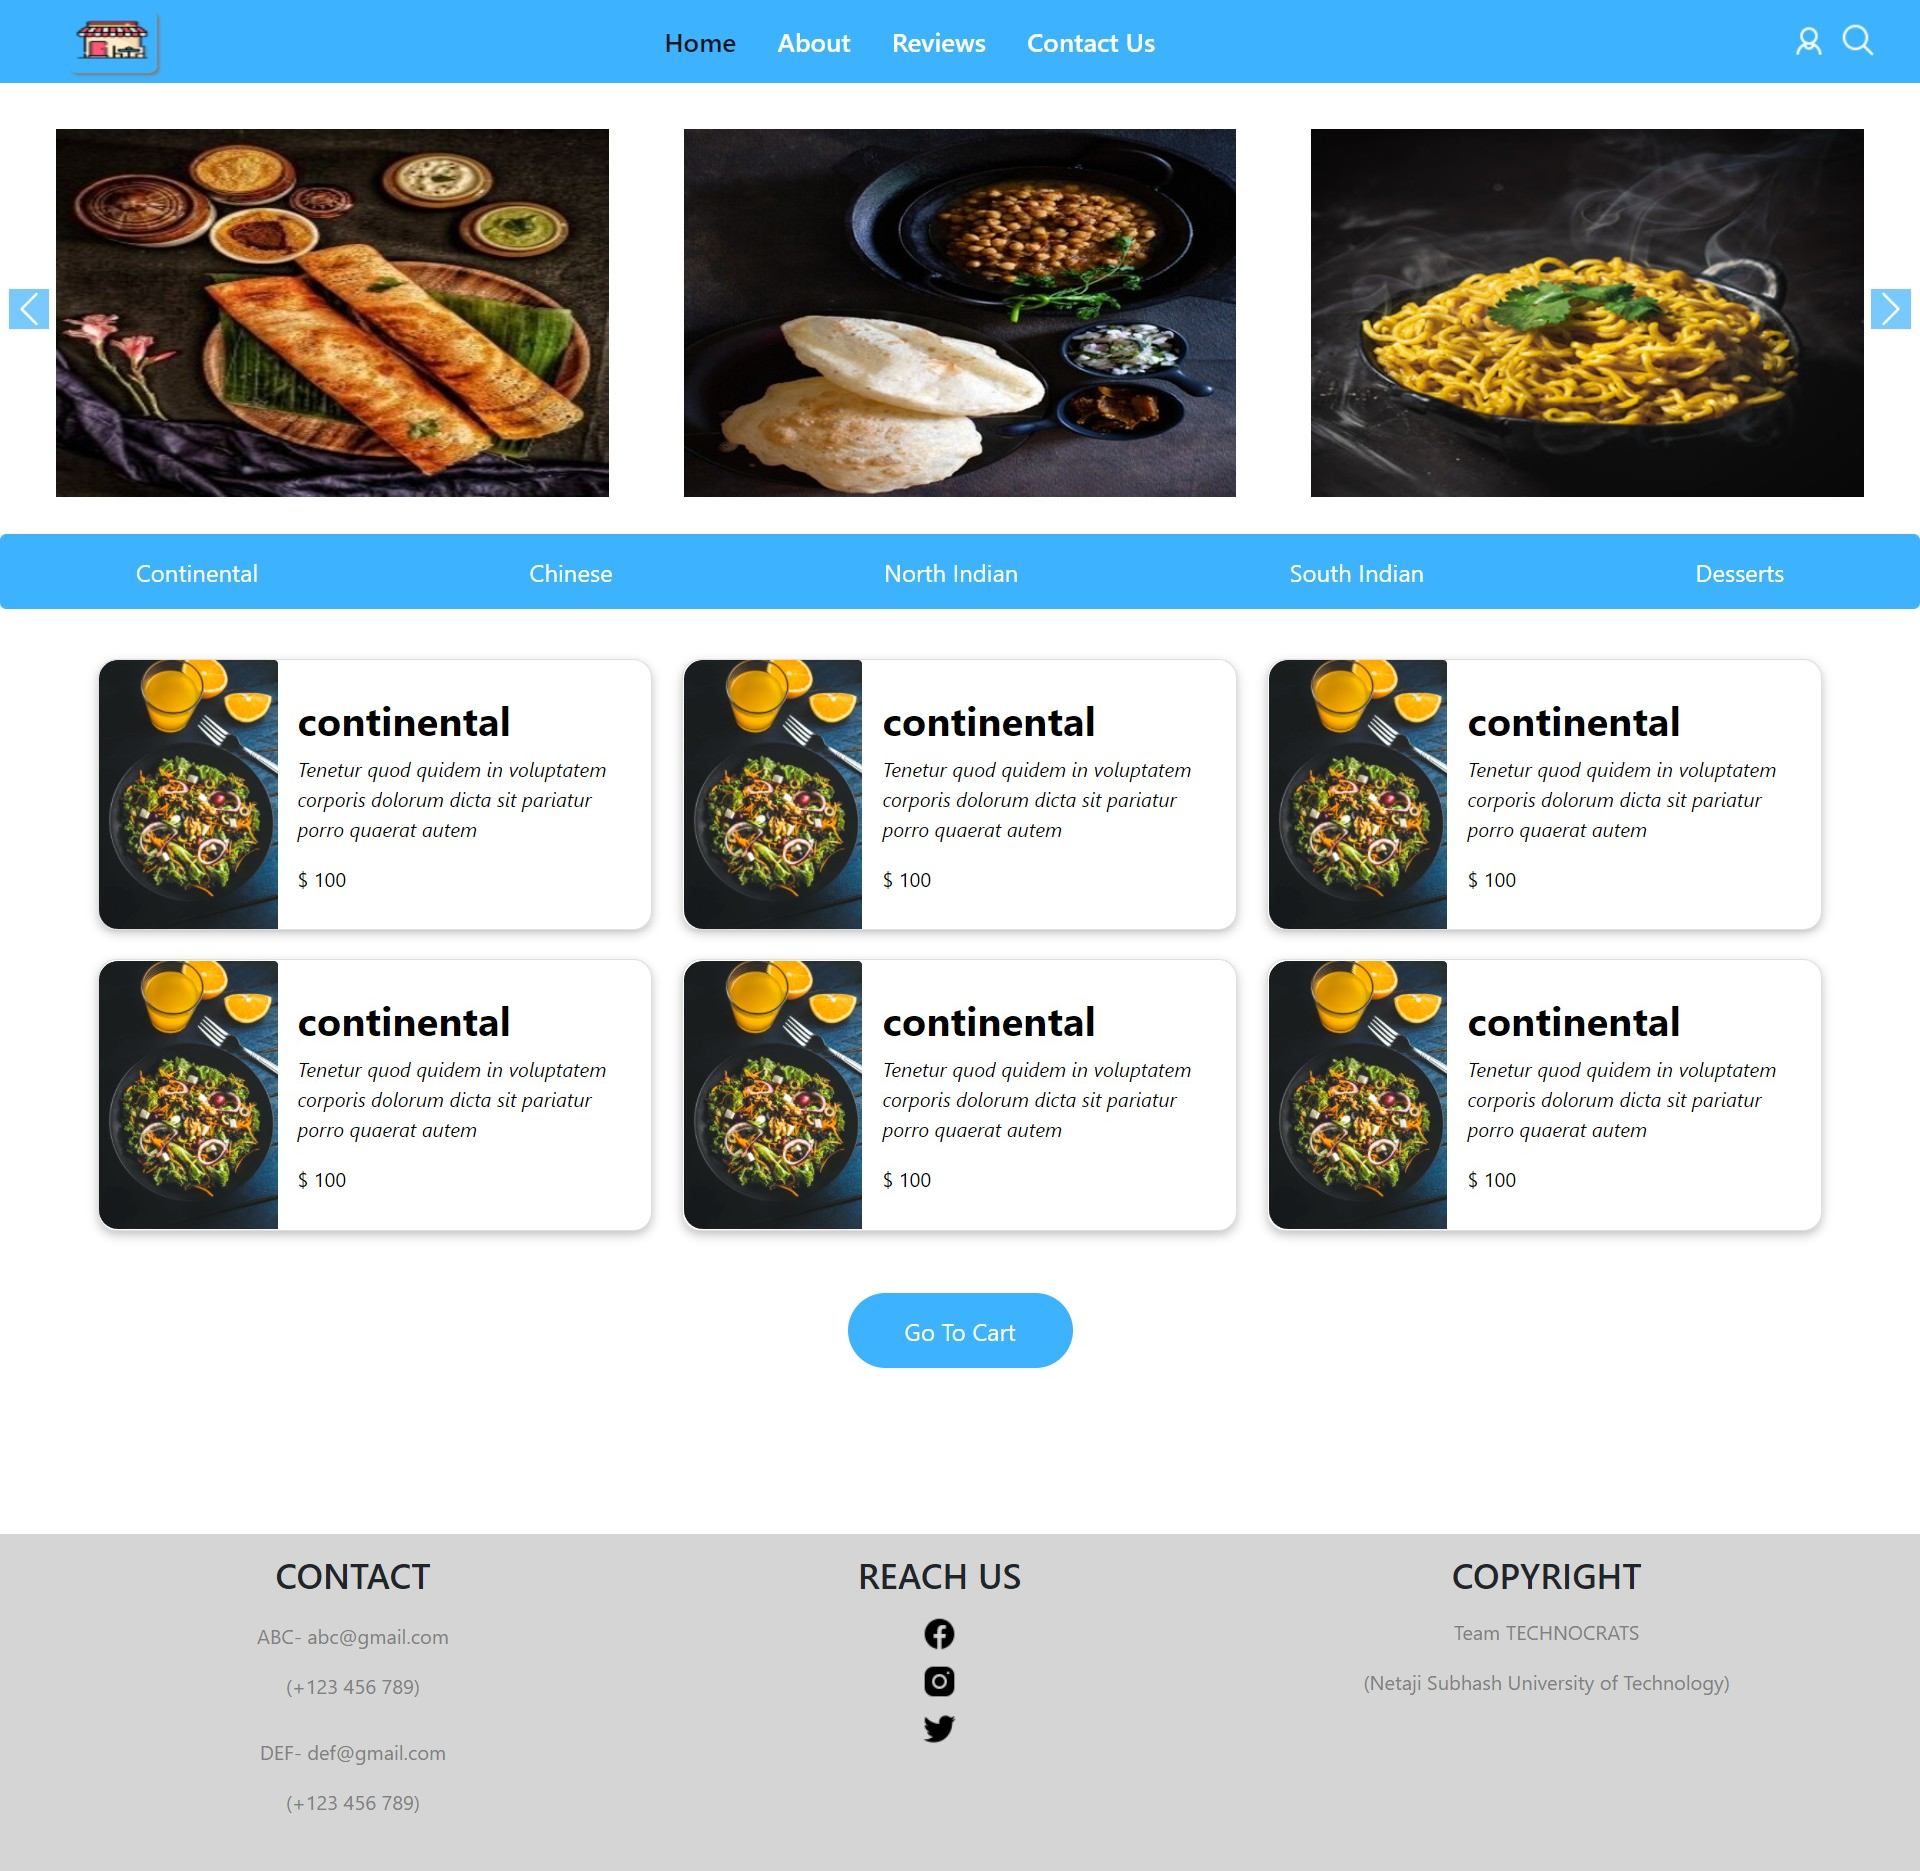 Home About Reviews Contact Us
Continental Chinese North Indian South Indian Desserts
continental
Tenetur quod quidem in voluptatem
corporis dolorum dicta sit pariatur
porro quaerat autem
$ 100
continental
Tenetur quod quidem in voluptatem
corporis dolorum dicta sit pariatur
porro quaerat autem
$ 100
continental
Tenetur quod quidem in voluptatem
corporis dolorum dicta sit pariatur
porro quaerat autem
$ 100
continental
Tenetur quod quidem in voluptatem
corporis dolorum dicta sit pariatur
porro quaerat autem
$ 100
continental
Tenetur quod quidem in voluptatem
corporis dolorum dicta sit pariatur
porro quaerat autem
$ 100
continental
Tenetur quod quidem in voluptatem
corporis dolorum dicta sit pariatur
porro quaerat autem
$ 100
Go To Cart
CONTACT
ABC- abc@gmail.com
(+123 456 789)
DEF- def@gmail.com
(+123 456 789)
REACH US
COPYRIGHT
Team TECHNOCRATS
(Netaji Subhash University of Technology)